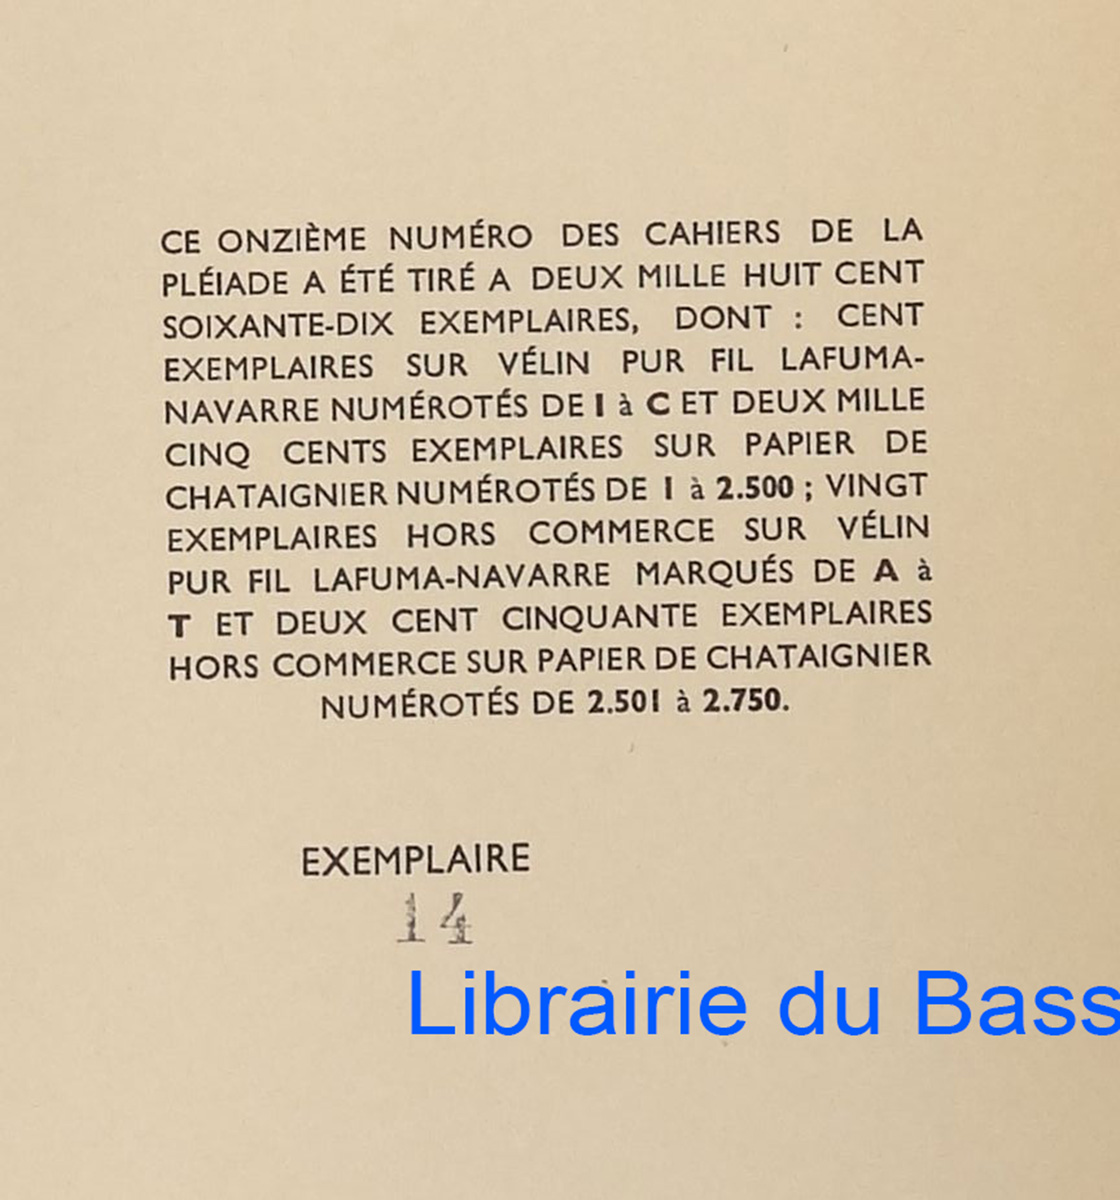 CE ONZIÈME NUMÉRO DES CAHIERS DE LA
PLÉIADE A ÉTÉ TIRÉ A DEUX MILLE HUIT CENT
SOIXANTE-DIX EXEMPLAIRES, DONT : CENT
EXEMPLAIRES SUR VÉLIN PUR FIL LAFUMA-
NAVARRE NUMÉROTÉS DE I à C ET DEUX MILLE
CINQ CENTS EXEMPLAIRES SUR PAPIER DE
CHATAIGNIER NUMÉROTÉS DE I à 2.500 ; VINGT
EXEMPLAIRES HORS COMMERCE SUR VÉLIN
PUR FIL LAFUMA-NAVARRE MARQUÉS DE A à
T ET DEUX CENT CINQUANTE EXEMPLAIRES
HORS COMMERCE SUR PAPIER DE CHATAIGNIER
NUMÉROTÉS DE 2.501 à 2.750.
EXEMPLAIRE
14
Librairie du Bass